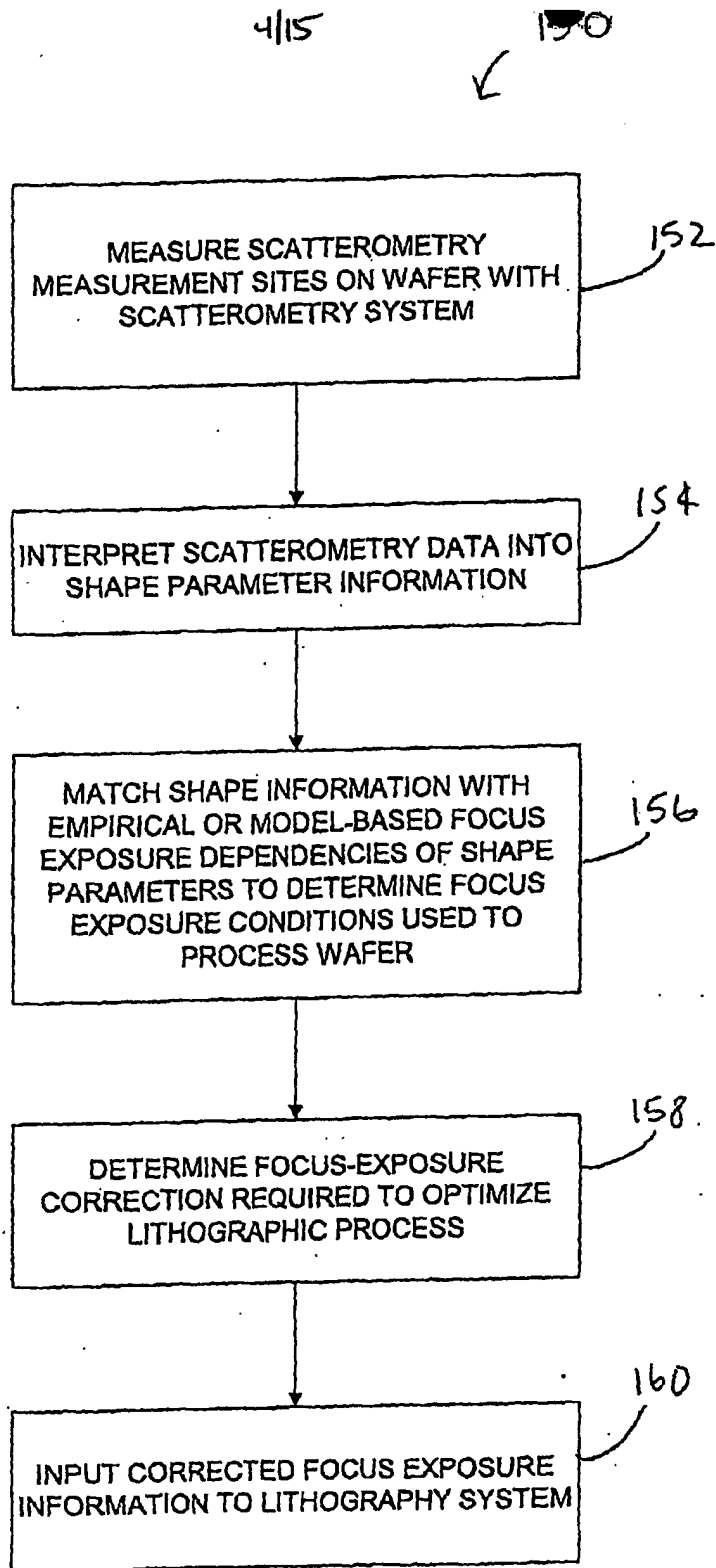 4/15
150
MEASURE SCATTEROMETRY
MEASUREMENT SITES ON WAFER WITH
SCATTEROMETRY SYSTEM
152
INTERPRET SCATTEROMETRY DATA INTO
SHAPE PARAMETER INFORMATION
154
MATCH SHAPE INFORMATION WITH
EMPIRICAL OR MODEL-BASED FOCUS
EXPOSURE DEPENDENCIES OF SHAPE
PARAMETERS TO DETERMINE FOCUS
EXPOSURE CONDITIONS USED TO
PROCESS WAFER
156
DETERMINE FOCUS-EXPOSURE
CORRECTION REQUIRED TO OPTIMIZE
LITHOGRAPHIC PROCESS
158
INPUT CORRECTED FOCUS EXPOSURE
INFORMATION TO LITHOGRAPHY SYSTEM
160